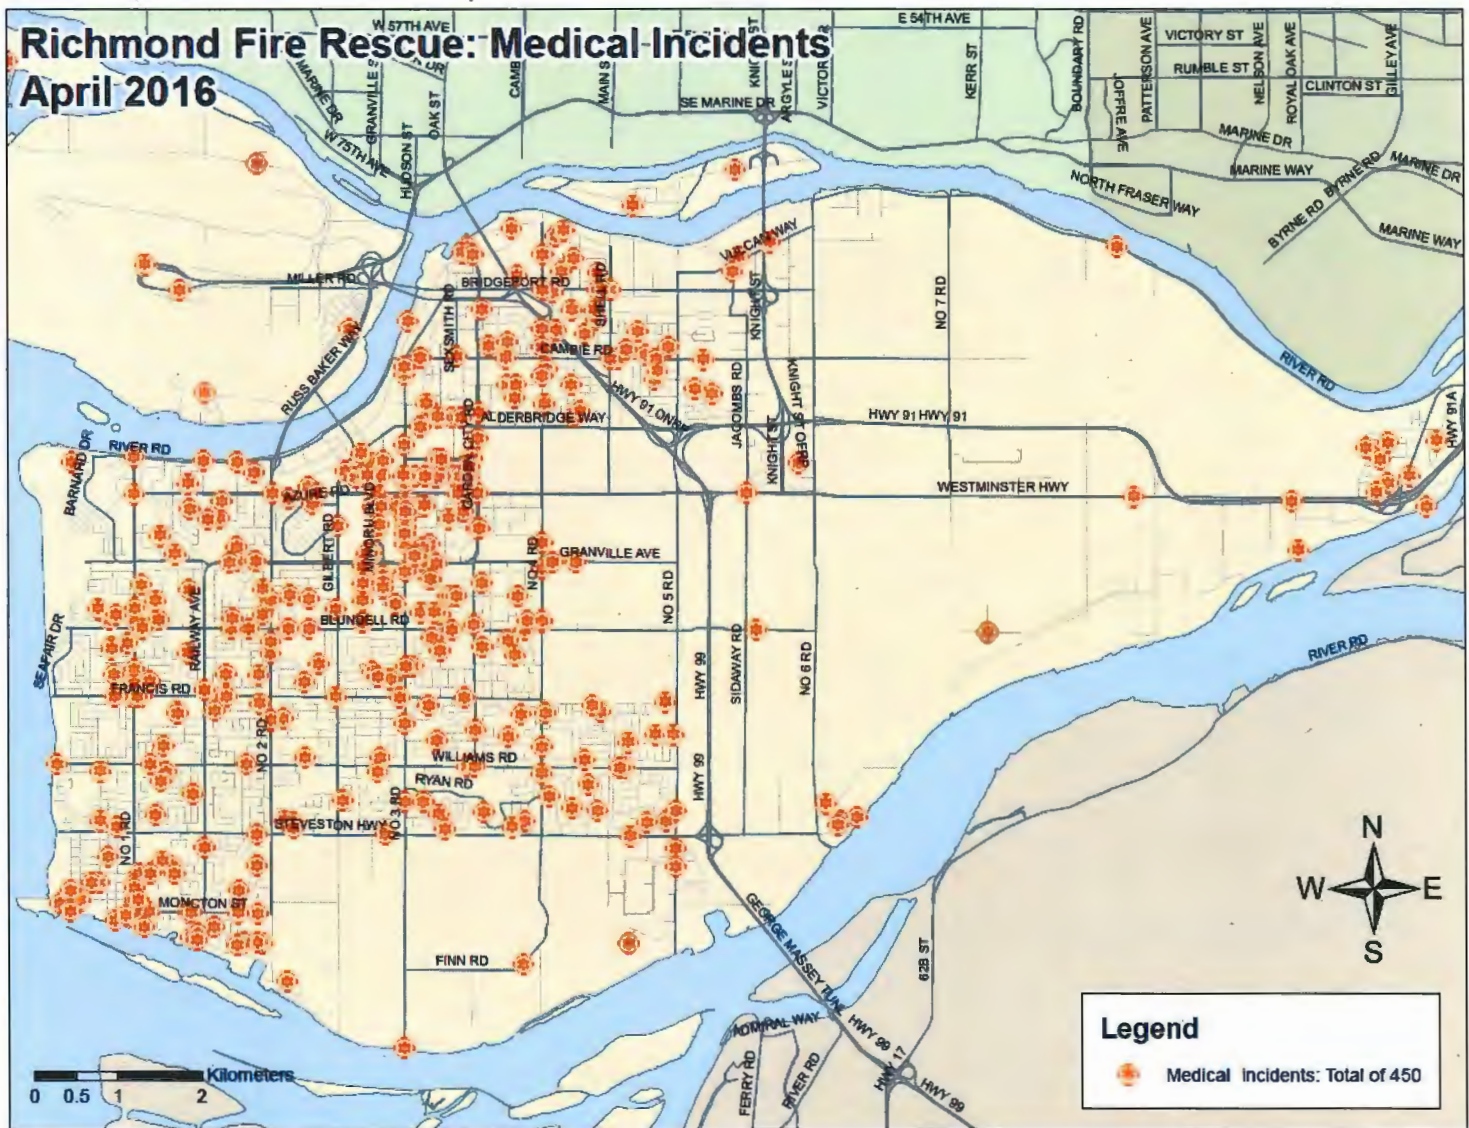 Richmond Fire Rescue: Medical Incidents
April 2016
W 57TH AVE
E 54TH AVE
KERR ST
BOUNDARY RD
JOFFRE AVE
PATTERSON AVE
VICTORY ST
RUMBLE ST
NELSON AVE
ROYAL OAK AVE
CLINTON ST
GILLEY AVE
MARINE DR
MARINE DR
MARINE WAY
BYRNE RD
BYRNE RD
MARINE WAY
NORTH FRASER WAY
SE MARINE DR
ARGYLE S
VICTOR
MAIN S
CAMB
OAK ST
GRANVILLE S
MARINE DR
W 75TH AVE
HUDSON ST
MILLER RD
BRIDGEPORT RD
SHELL RD
VULCAN WAY
KNIGHT ST
NO 7 RD
RIVER RD
HWY 91A
SEXSMITH RD
CAMBIE RD
RUSS BAKER WAY
JACOMBS RD
KNIGHT ST OFRP
KNIGHT ST
HWY 91 ONRP
HWY 91 HWY 91
ALDERBRIDGE WAY
GARDEN CITY RD
RIVER RD
BARNARD DR
AZURE RD
WESTMINSTER HWY
GILBERT RD
MINORU BLVD
GRANVILLE AVE
NO 4 RD
NO 5 RD
BLUNDELL RD
RAILWAY AVE
SEAFAIR DR
HWY 99
SIDAWAY RD
NO 6 RD
RIVER RD
FRANCIS RD
NO 2 RD
WILLIAMS RD
RYAN RD
HWY 99
NO 3 RD
STEVESTON HWY
NO 1 RD
MONCTON ST
FINN RD
GEORGE MASSEY TUNL
62B ST
ADMIRAL WAY
HWY 99
HWY 17
HWY 99
FERRY RD
RIVER RD
N
W
E
S
Legend
Medical Incidents: Total of 450
Kilometers
0 0.5 1 2